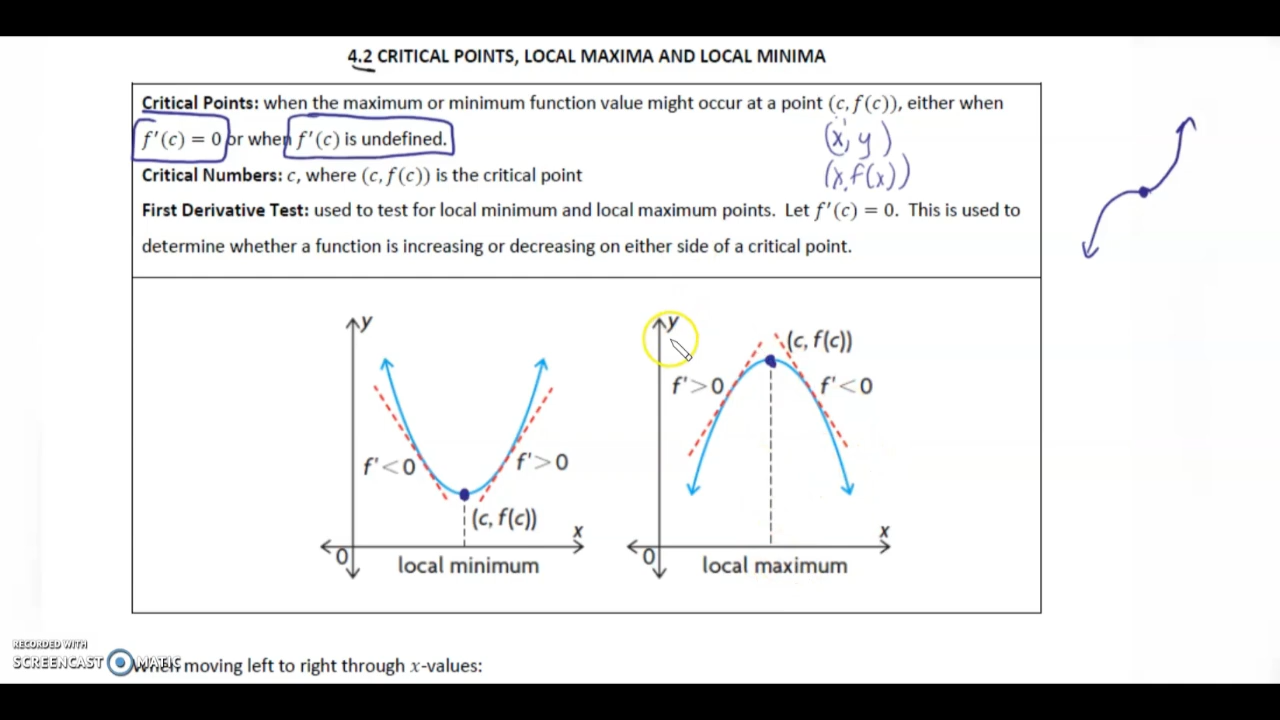 4.2 CRITICAL POINTS, LOCAL MAXIMA AND LOCAL MINIMA
Critical Points: when the maximum or minimum function value might occur at a point (c, f(c)), either when
f'(c) = 0 or when f'(c) is undefined.
(x, y)
Critical Numbers: c, where (c, f(c)) is the critical point
(x, f(x))
First Derivative Test: used to test for local minimum and local maximum points. Let f'(c) = 0. This is used to
determine whether a function is increasing or decreasing on either side of a critical point.
y
f'<0
f'>0
(c, f(c))
x
0
local minimum
y
(c, f(c))
f'>0
f'<0
x
0
local maximum
RECORDED WITH
SCREENCAST MATIC
When moving left to right through x-values: